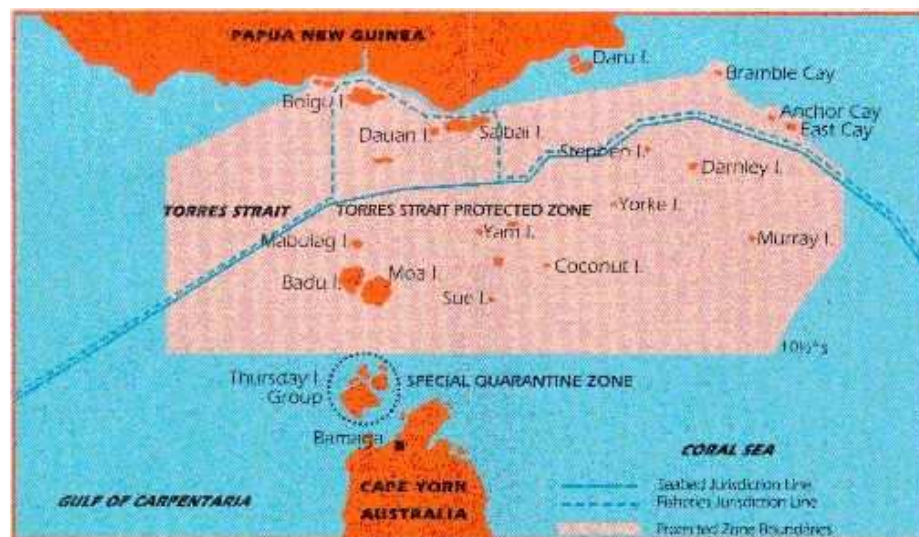 PAPUA NEW GUINEA
Daru I.
Bramble Cay
Boigu I.
Anchor Cay
East Cay
Dauan I.
Saibai I.
Stephen I.
Darnley I.
TORRES STRAIT
TORRES STRAIT PROTECTED ZONE
Yorke I.
Yam I.
Murray I.
Mabuiag I.
Coconut I.
Badu I.
Moa I.
Sue I.
10½°S
Thursday I.
Group
SPECIAL QUARANTINE ZONE
Bamaga
CORAL SEA
CAPE YORK
AUSTRALIA
GULF OF CARPENTARIA
Seabed Jurisdiction Line
Fisheries Jurisdiction Line
Protected Zone Boundaries